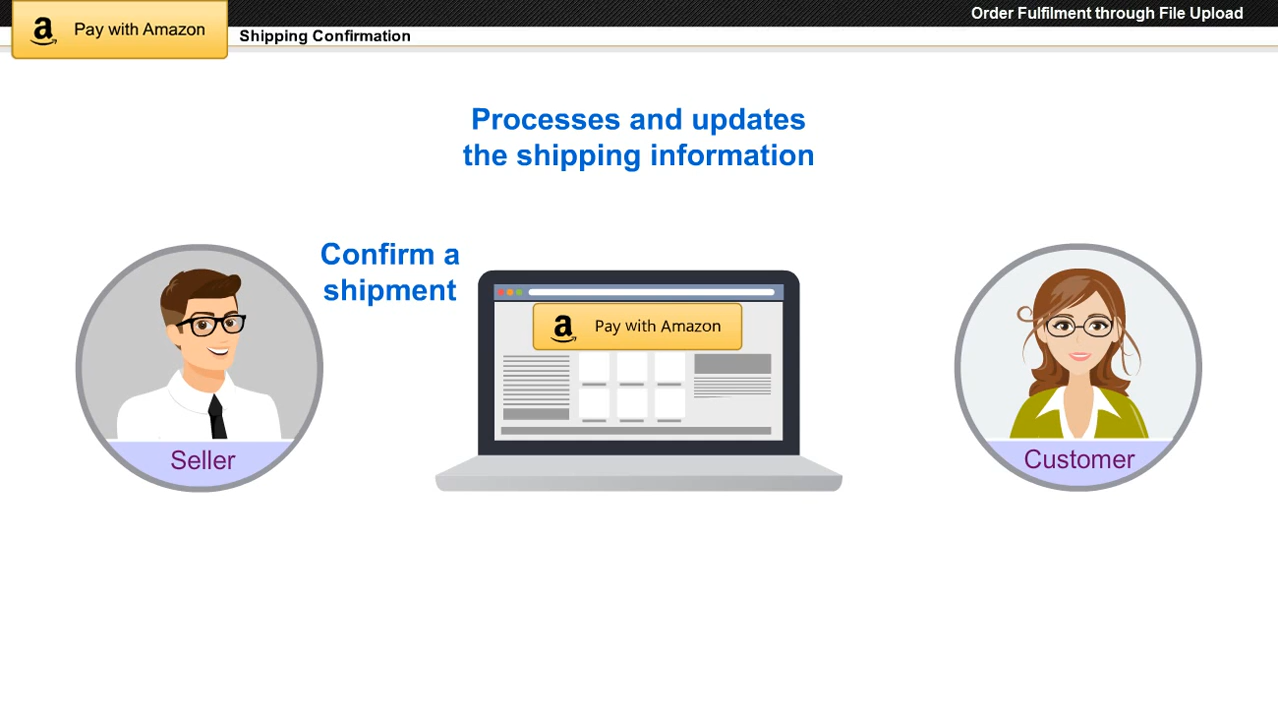 Order Fulfilment through File Upload
Pay with Amazon
Shipping Confirmation
Processes and updates
the shipping information
Confirm a
shipment
Pay with Amazon
Seller
Customer